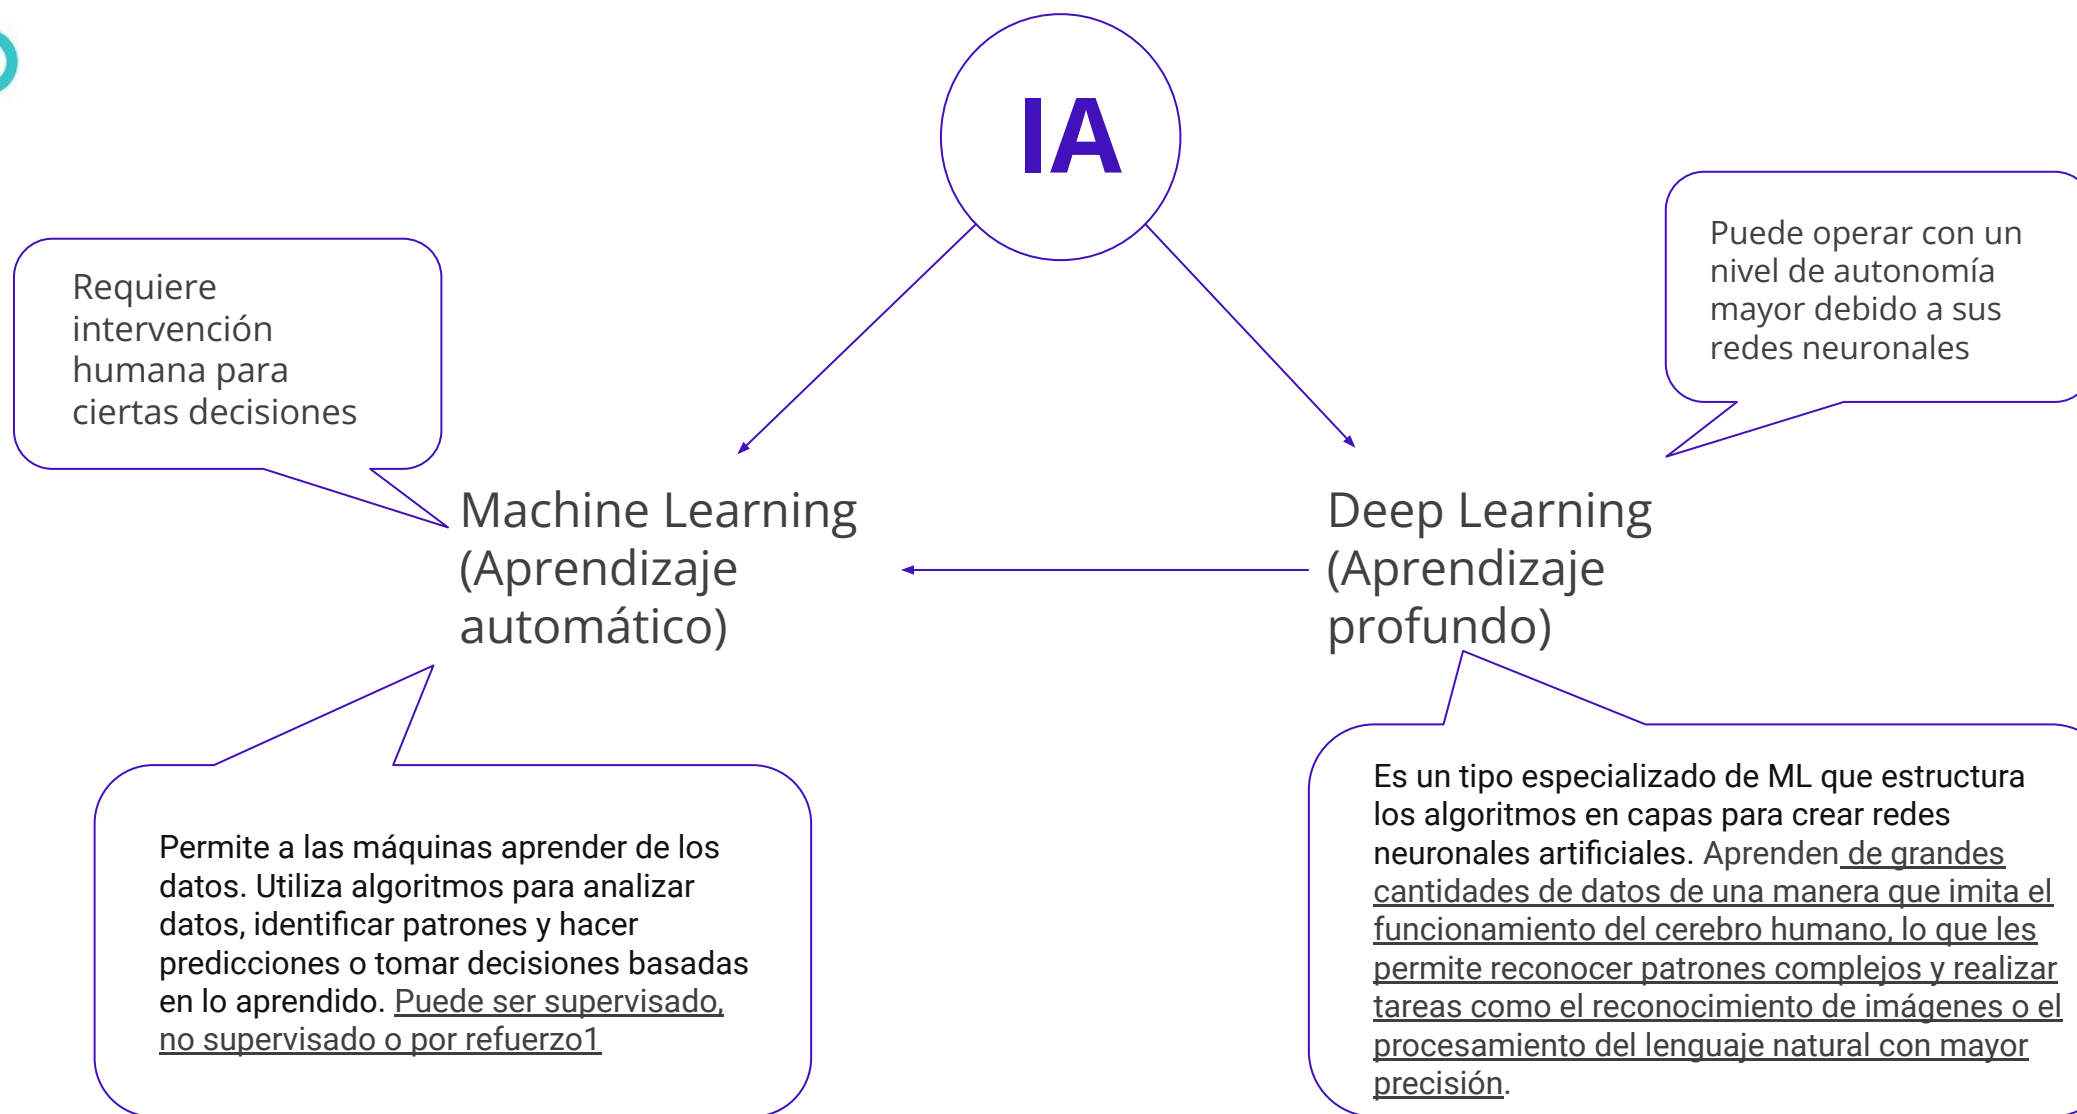 IA
Requiere
intervención
humana para
ciertas decisiones
Puede operar con un
nivel de autonomía
mayor debido a sus
redes neuronales
Machine Learning
(Aprendizaje
automático)
Deep Learning
(Aprendizaje
profundo)
Permite a las máquinas aprender de los
datos. Utiliza algoritmos para analizar
datos, identificar patrones y hacer
predicciones o tomar decisiones basadas
en lo aprendido. Puede ser supervisado,
no supervisado o por refuerzo1
Es un tipo especializado de ML que estructura
los algoritmos en capas para crear redes
neuronales artificiales. Aprenden de grandes
cantidades de datos de una manera que imita el
funcionamiento del cerebro humano, lo que les
permite reconocer patrones complejos y realizar
tareas como el reconocimiento de imágenes o el
procesamiento del lenguaje natural con mayor
precisión.